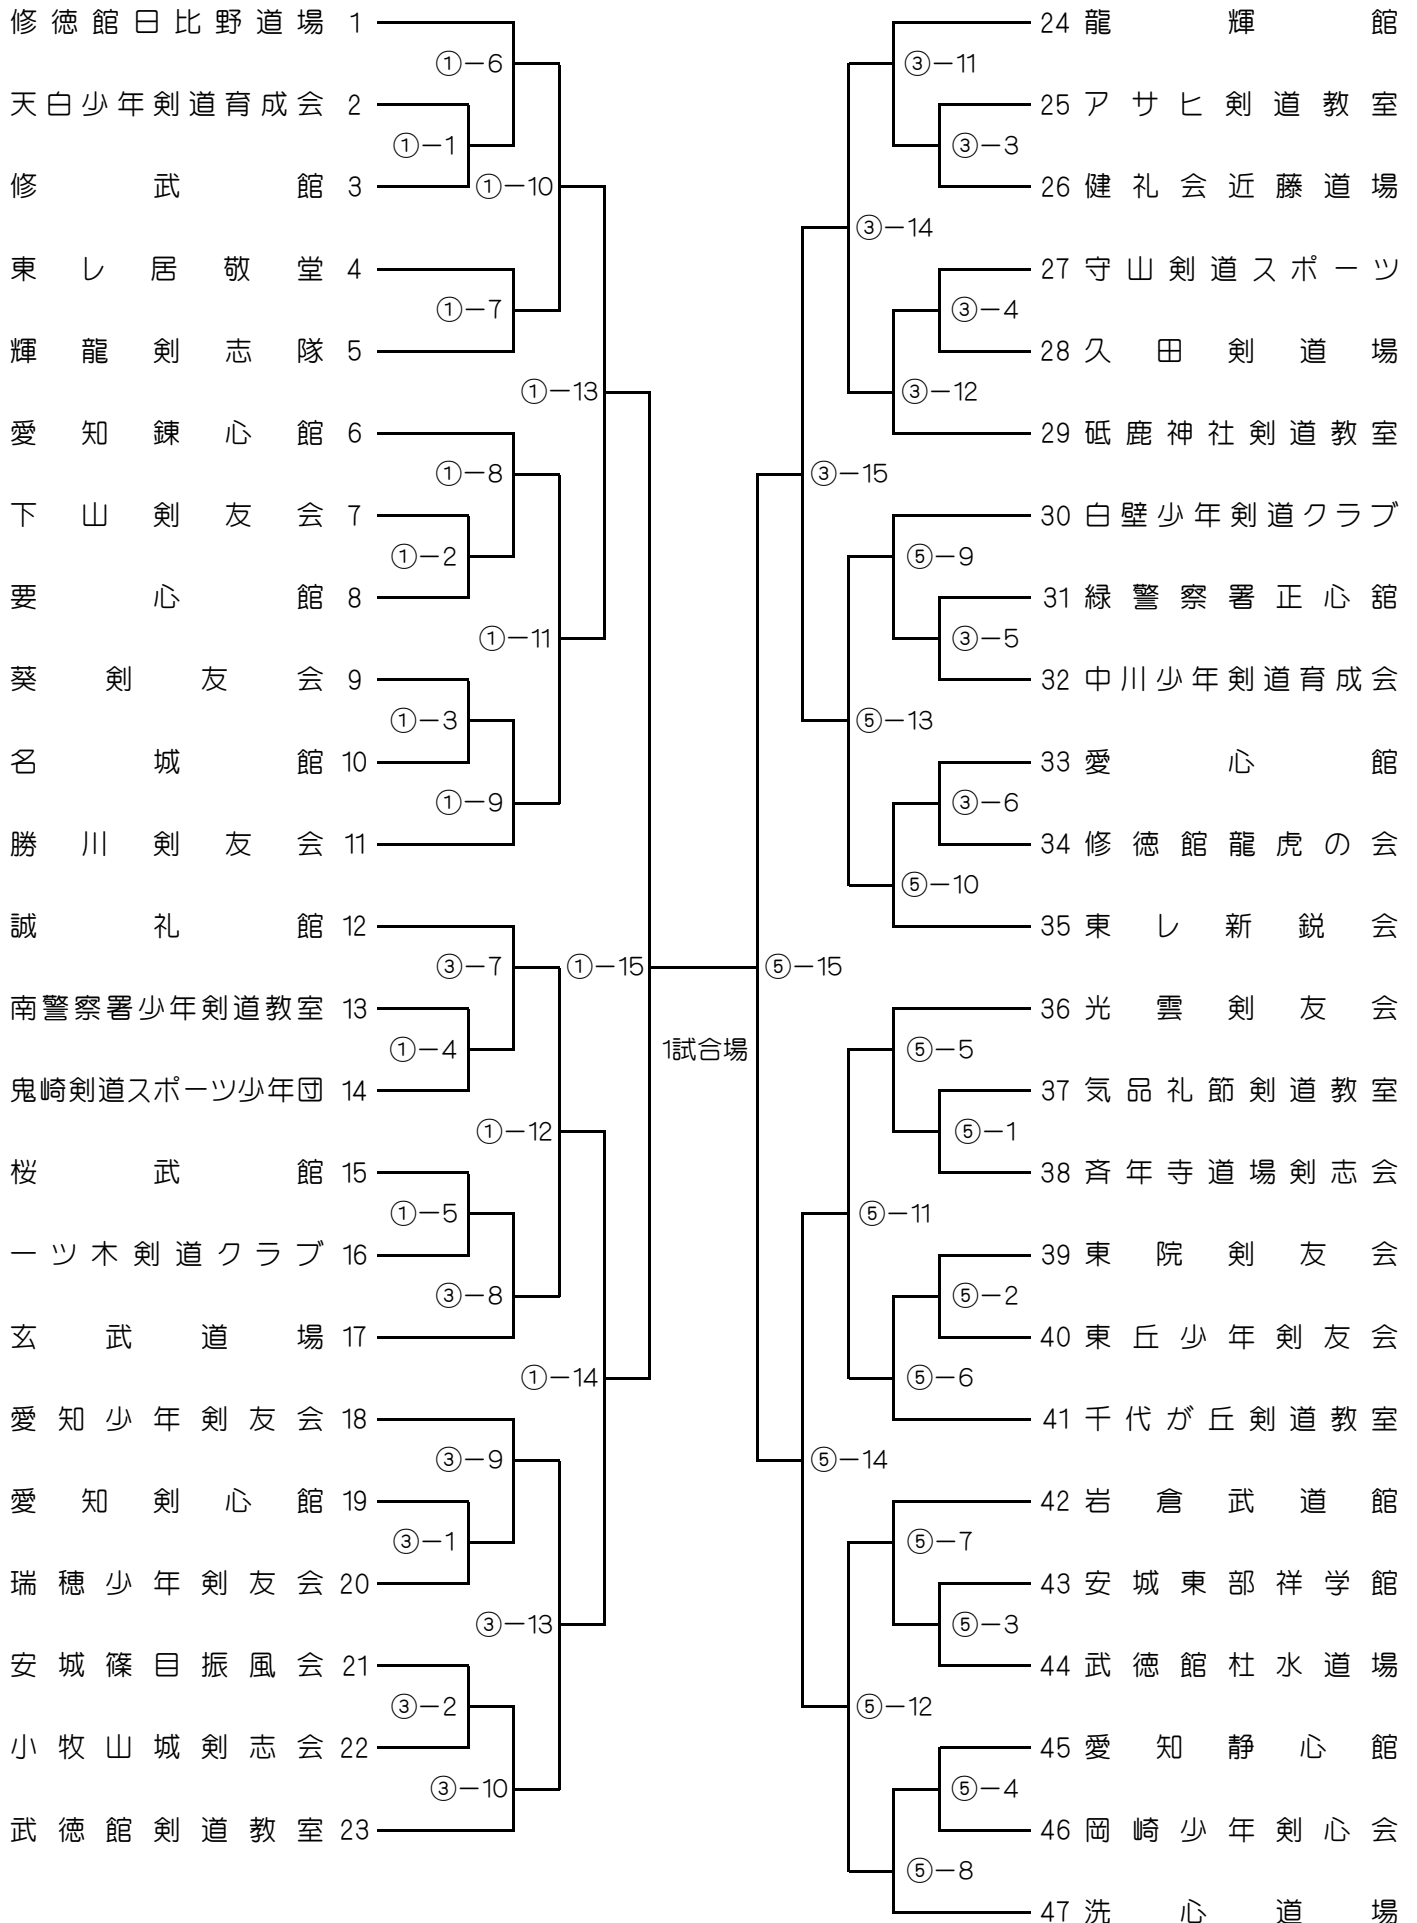 修徳館日比野道場 1
①−6
天白少年剣道育成会 2
①−1
修武館 3
①−10
東レ居敬堂 4
①−7
輝龍剣志隊 5
①−13
愛知錬心館 6
①−8
下山剣友会 7
①−2
要心館 8
①−11
葵剣友会 9
①−3
名城館 10
①−9
勝川剣友会 11
誠礼館 12
③−7
①−15
南警察署少年剣道教室 13
①−4
鬼崎剣道スポーツ少年団 14
①−12
桜武館 15
①−5
一ツ木剣道クラブ 16
③−8
玄武道場 17
①−14
愛知少年剣友会 18
③−9
愛知剣心館 19
③−1
瑞穂少年剣友会 20
③−13
安城篠目振風会 21
③−2
小牧山城剣志会 22
③−10
武徳館剣道教室 23
1試合場
24 龍輝館
③−11
25 アサヒ剣道教室
③−3
26 健礼会近藤道場
③−14
27 守山剣道スポーツ
③−4
28 久田剣道場
③−12
29 砥鹿神社剣道教室
③−15
30 白壁少年剣道クラブ
⑤−9
31 緑警察署正心舘
③−5
32 中川少年剣道育成会
⑤−13
33 愛心館
③−6
34 修徳館龍虎の会
⑤−10
35 東レ新鋭会
⑤−15
36 光雲剣友会
⑤−5
37 気品礼節剣道教室
⑤−1
38 斉年寺道場剣志会
⑤−11
39 東院剣友会
⑤−2
40 東丘少年剣友会
⑤−6
41 千代が丘剣道教室
⑤−14
42 岩倉武道館
⑤−7
43 安城東部祥学館
⑤−3
44 武徳館杜水道場
⑤−12
45 愛知静心館
⑤−4
46 岡崎少年剣心会
⑤−8
47 洗心道場